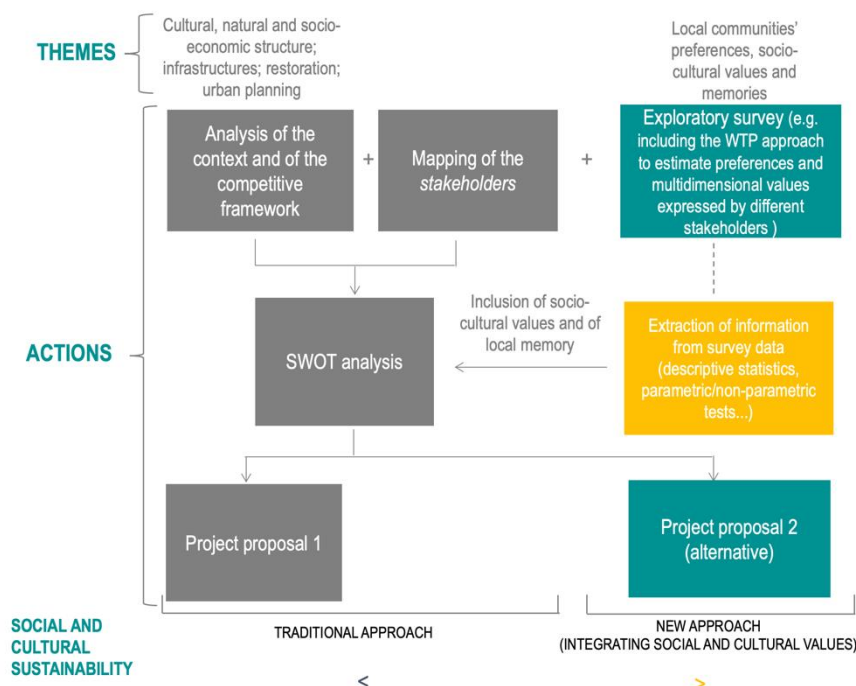 THEMES
Cultural, natural and socio-
economic structure;
infrastructures; restoration;
urban planning
Local communities'
preferences, socio-
cultural values and
memories
ACTIONS
Analysis of the
context and of the
competitive
framework
+
Mapping of the
stakeholders
+
Exploratory survey (e.g.
including the WTP approach
to estimate preferences and
multidimensional values
expressed by different
stakeholders )
SWOT analysis
Inclusion of socio-
cultural values and of
local memory
Extraction of information
from survey data
(descriptive statistics,
parametric/non-parametric
tests...)
Project proposal 1
Project proposal 2
(alternative)
SOCIAL AND
CULTURAL
SUSTAINABILITY
TRADITIONAL APPROACH
NEW APPROACH
(INTEGRATING SOCIAL AND CULTURAL VALUES)
<
>